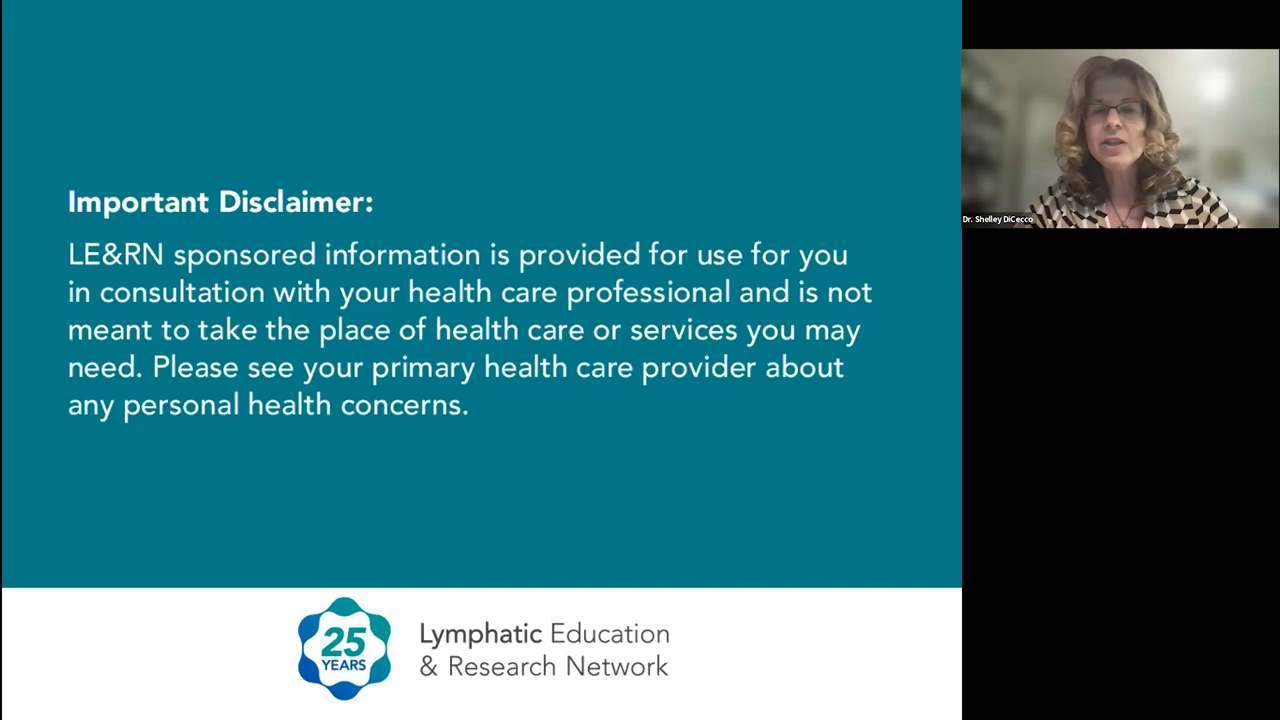 Important Disclaimer:
LE&RN sponsored information is provided for use for you
in consultation with your health care professional and is not
meant to take the place of health care or services you may
need. Please see your primary health care provider about
any personal health concerns.
Dr. Shelley DiCecco
25
YEARS
Lymphatic Education
& Research Network